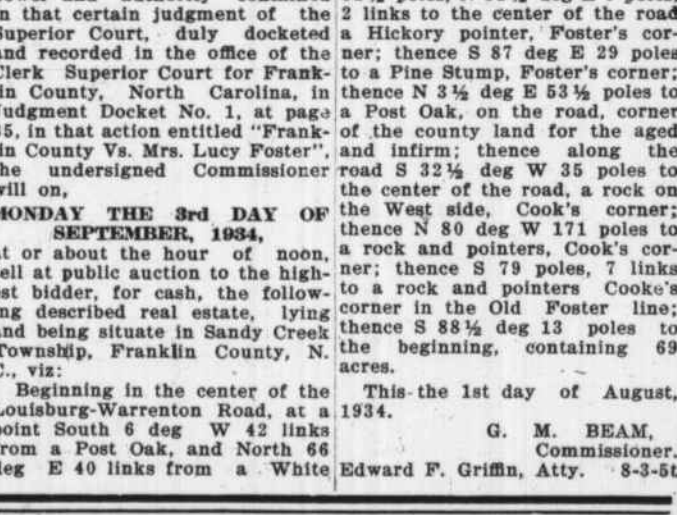 in that certain judgment of the
Superior Court, duly docketed
and recorded in the office of the
Clerk Superior Court for Frank-
lin County, North Carolina, in
Judgment Docket No. 1, at page
35, in that action entitled "Frank-
lin County Vs. Mrs. Lucy Foster",
the undersigned Commissioner
will on,
MONDAY THE 3rd DAY OF
SEPTEMBER, 1934,
at or about the hour of noon,
sell at public auction to the high-
est bidder, for cash, the follow-
ing described real estate, lying
and being situate in Sandy Creek
Township, Franklin County, N.
C., viz:
Beginning in the center of the
Louisburg-Warrenton Road, at a
point South 6 deg W 42 links
from a Post Oak, and North 66
deg E 40 links from a White
2 links to the center of the road
a Hickory pointer, Foster's cor-
ner; thence S 87 deg E 29 poles
to a Pine Stump, Foster's corner;
thence N 3½ deg E 53½ poles to
a Post Oak, on the road, corner
of the county land for the aged
and infirm; thence along the
road S 32½ deg W 35 poles to
the center of the road, a rock on
the West side, Cook's corner;
thence N 80 deg W 171 poles to
a rock and pointers, Cook's cor-
ner; thence S 79 poles, 7 links
to a rock and pointers Cooke's
corner in the Old Foster line;
thence S 88½ deg 13 poles to
the beginning, containing 69
acres.
This the 1st day of August,
1934.
G. M. BEAM,
Commissioner.
Edward F. Griffin, Atty. 8-3-5t